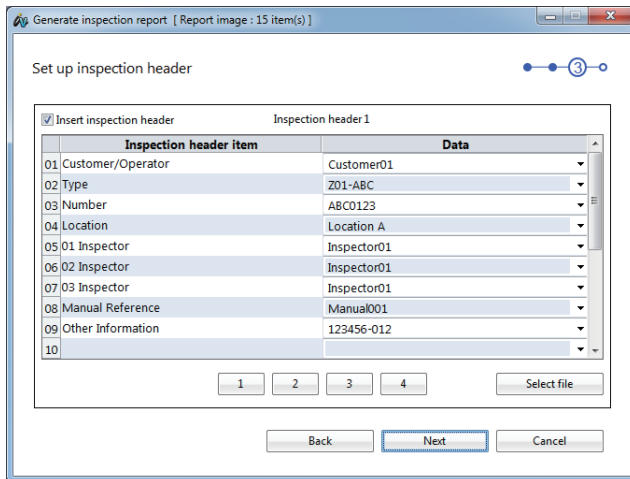 Generate inspection report [ Report image : 15 item(s) ]
Set up inspection header
3
Insert inspection header Inspection header 1
Inspection header item Data
01 Customer/Operator Customer01
02 Type Z01-ABC
03 Number ABC0123
04 Location Location A
05 01 Inspector Inspector01
06 02 Inspector Inspector01
07 03 Inspector Inspector01
08 Manual Reference Manual001
09 Other Information 123456-012
10
1 2 3 4 Select file
Back Next Cancel